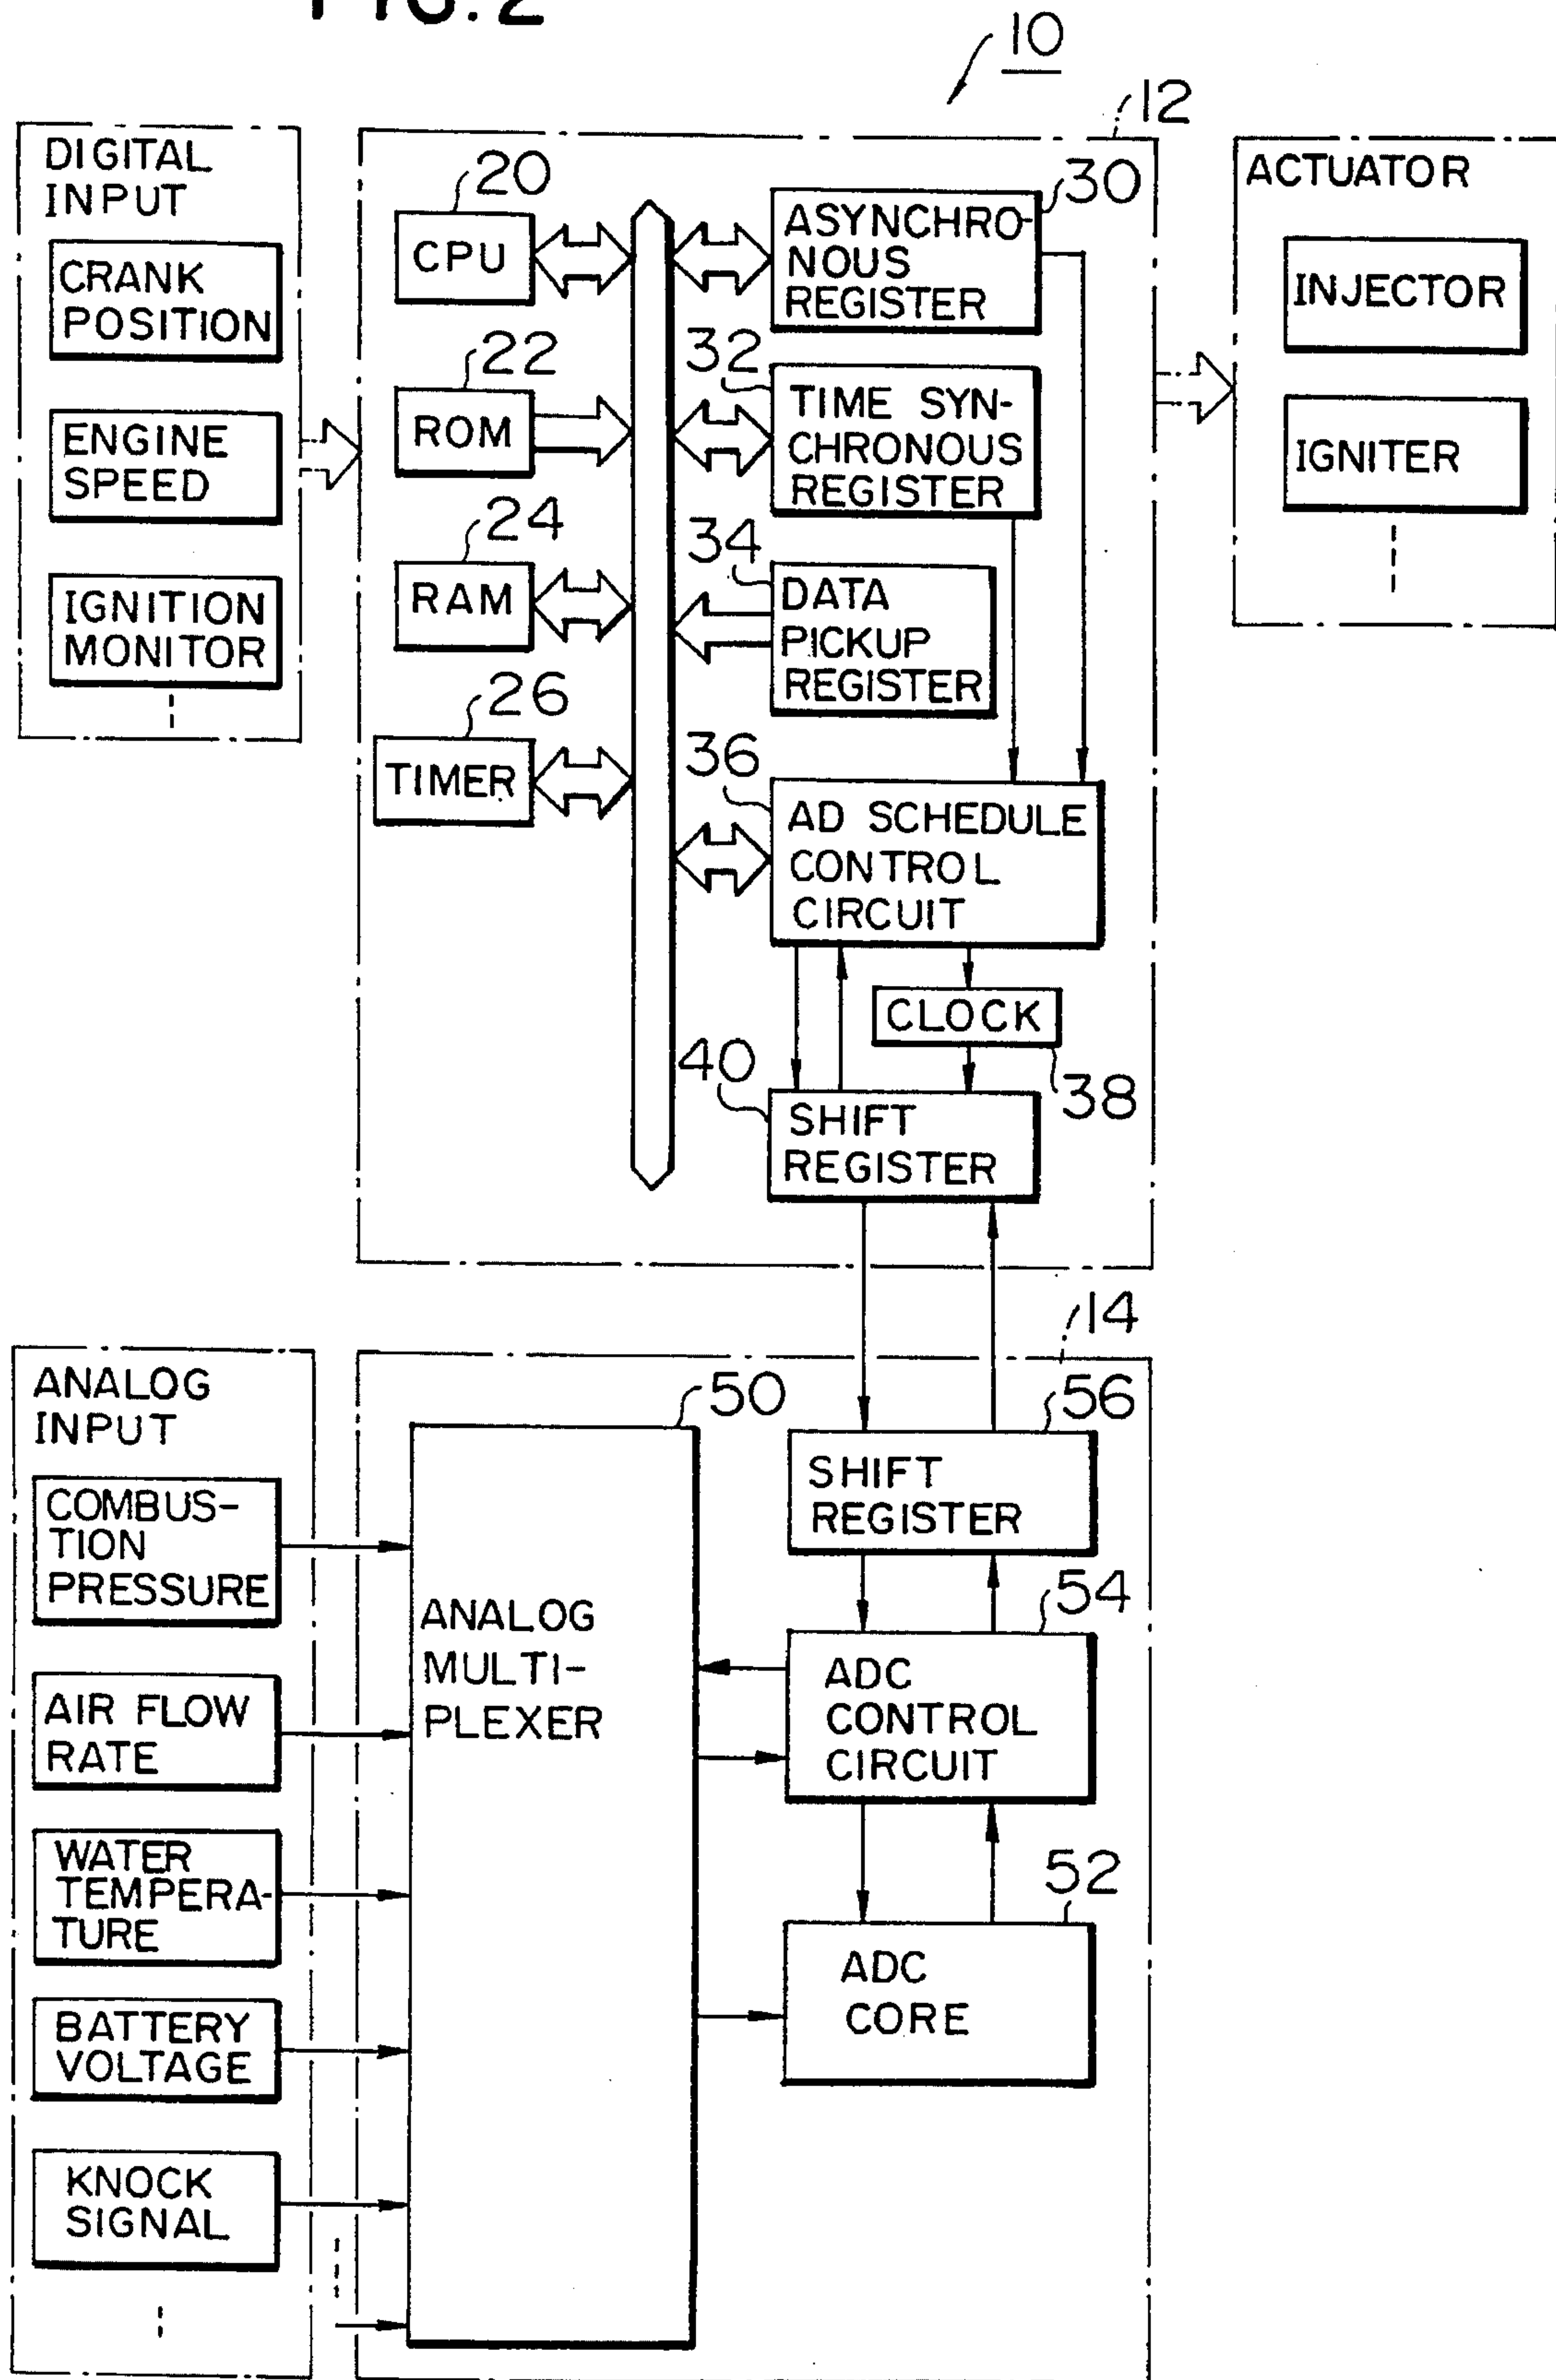 FIG. 2
10
12
DIGITAL
INPUT
CRANK
POSITION
ENGINE
SPEED
IGNITION
MONITOR
20
CPU
22
ROM
24
RAM
26
TIMER
30
ASYNCHRO-
NOUS
REGISTER
32
TIME SYN-
CHRONOUS
REGISTER
34
DATA
PICKUP
REGISTER
36
AD SCHEDULE
CONTROL
CIRCUIT
CLOCK
38
40
SHIFT
REGISTER
ACTUATOR
INJECTOR
IGNITER
14
ANALOG
INPUT
COMBUS-
TION
PRESSURE
AIR FLOW
RATE
WATER
TEMPERA-
TURE
BATTERY
VOLTAGE
KNOCK
SIGNAL
50
ANALOG
MULTI-
PLEXER
56
SHIFT
REGISTER
54
ADC
CONTROL
CIRCUIT
52
ADC
CORE